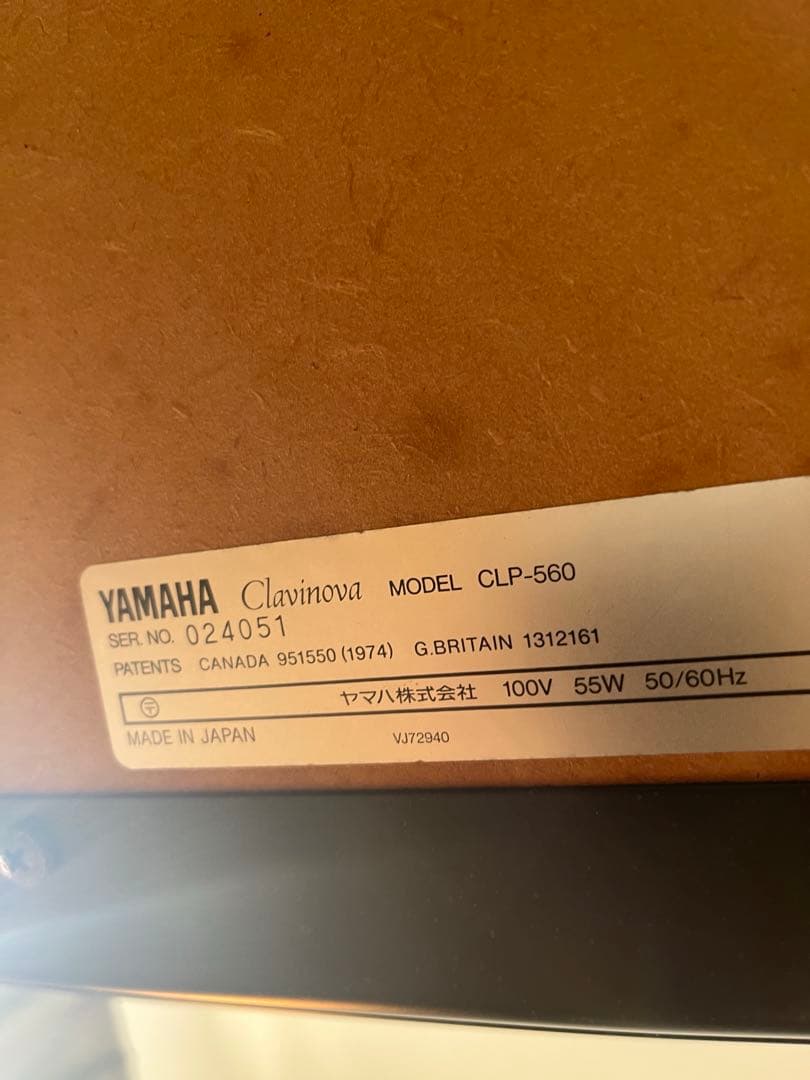 YAMAHA Clavinova MODEL CLP-560
SER. NO. 024051
PATENTS CANADA 951550 (1974) G.BRITAIN 1312161
〒 ヤマハ株式会社 100V 55W 50/60Hz
MADE IN JAPAN VJ72940